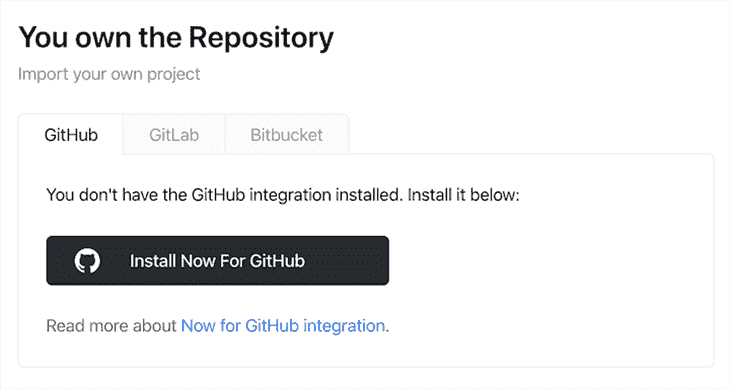 You own the Repository
Import your own project
GitHub GitLab Bitbucket
You don't have the GitHub integration installed. Install it below:
Install Now For GitHub
Read more about Now for GitHub integration.